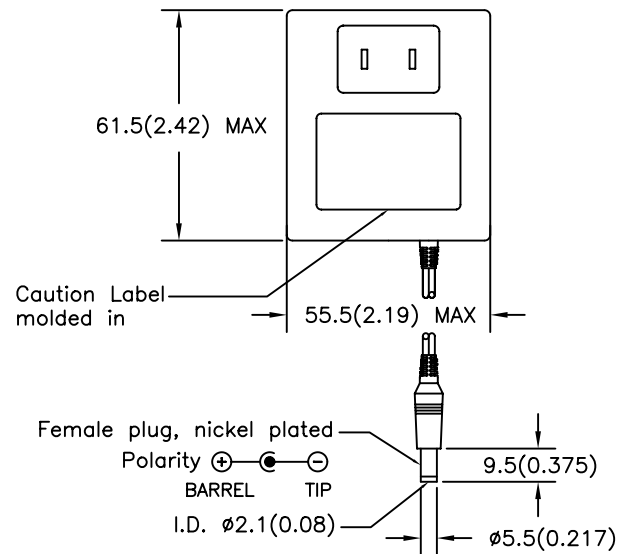 61.5(2.42) MAX
Caution Label
molded in
55.5(2.19) MAX
Female plug, nickel plated
Polarity + −
BARREL TIP
9.5(0.375)
I.D. ø2.1(0.08)
ø5.5(0.217)